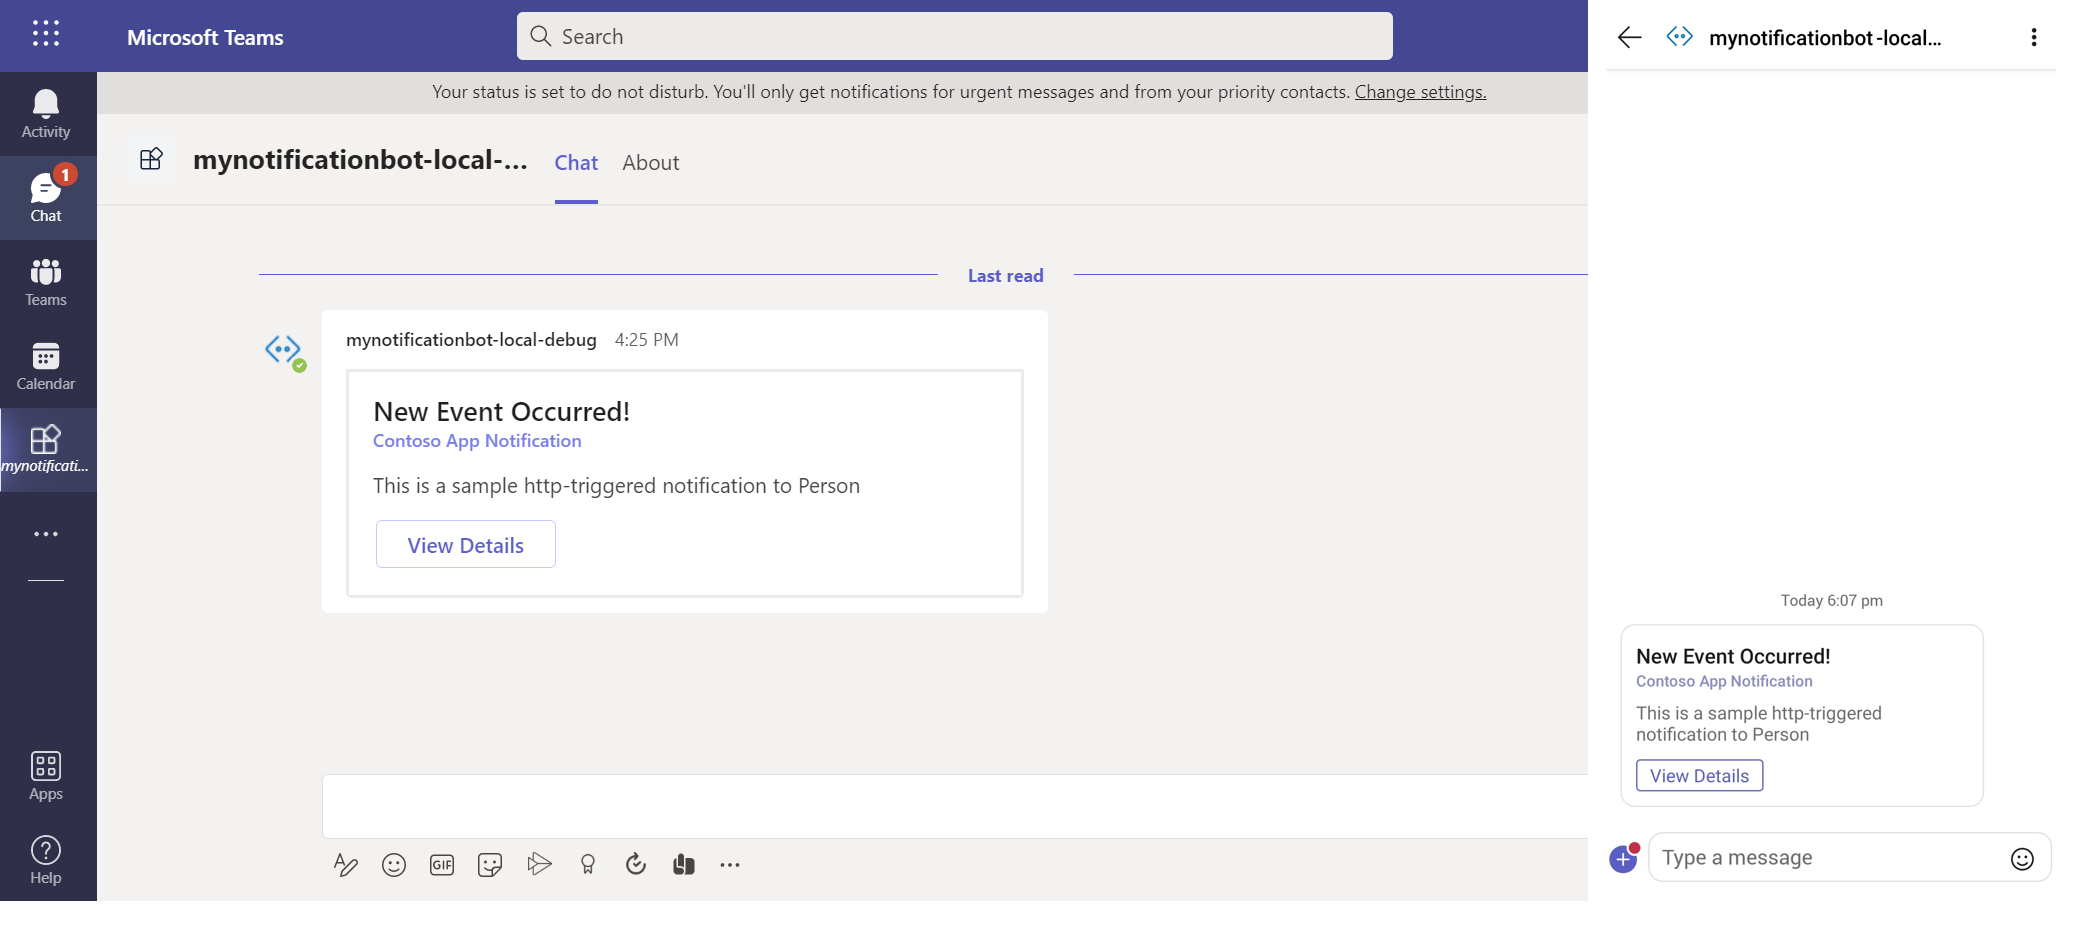 Microsoft Teams
Search
Your status is set to do not disturb. You'll only get notifications for urgent messages and from your priority contacts. Change settings.
Activity
1
Chat
Teams
Calendar
mynotificati...
Apps
Help
mynotificationbot-local-...
Chat
About
Last read
mynotificationbot-local-debug 4:25 PM
New Event Occurred!
Contoso App Notification
This is a sample http-triggered notification to Person
View Details
GIF
mynotificationbot-local...
Today 6:07 pm
New Event Occurred!
Contoso App Notification
This is a sample http-triggered
notification to Person
View Details
Type a message